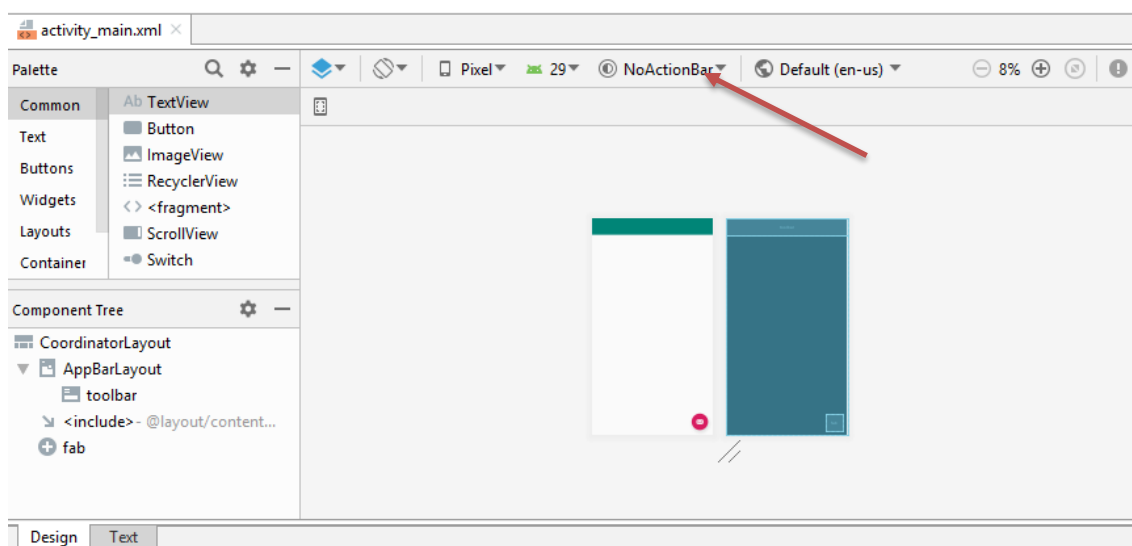 activity_main.xml
Palette
Pixel 29 NoActionBar Default (en-us) 8%
Common
Text
Buttons
Widgets
Layouts
Container
Ab TextView
Button
ImageView
RecyclerView
<fragment>
ScrollView
Switch
Component Tree
CoordinatorLayout
AppBarLayout
toolbar
<include> - @layout/content...
fab
Design Text